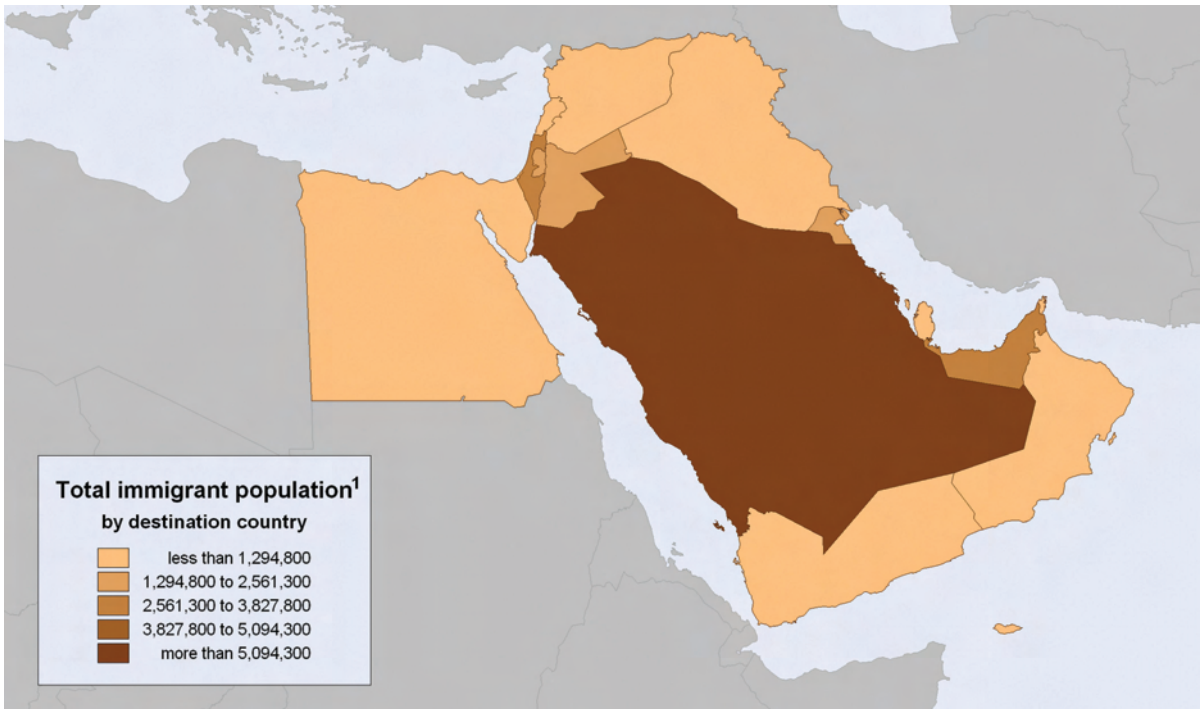 Total immigrant population¹
by destination country
less than 1,294,800
1,294,800 to 2,561,300
2,561,300 to 3,827,800
3,827,800 to 5,094,300
more than 5,094,300